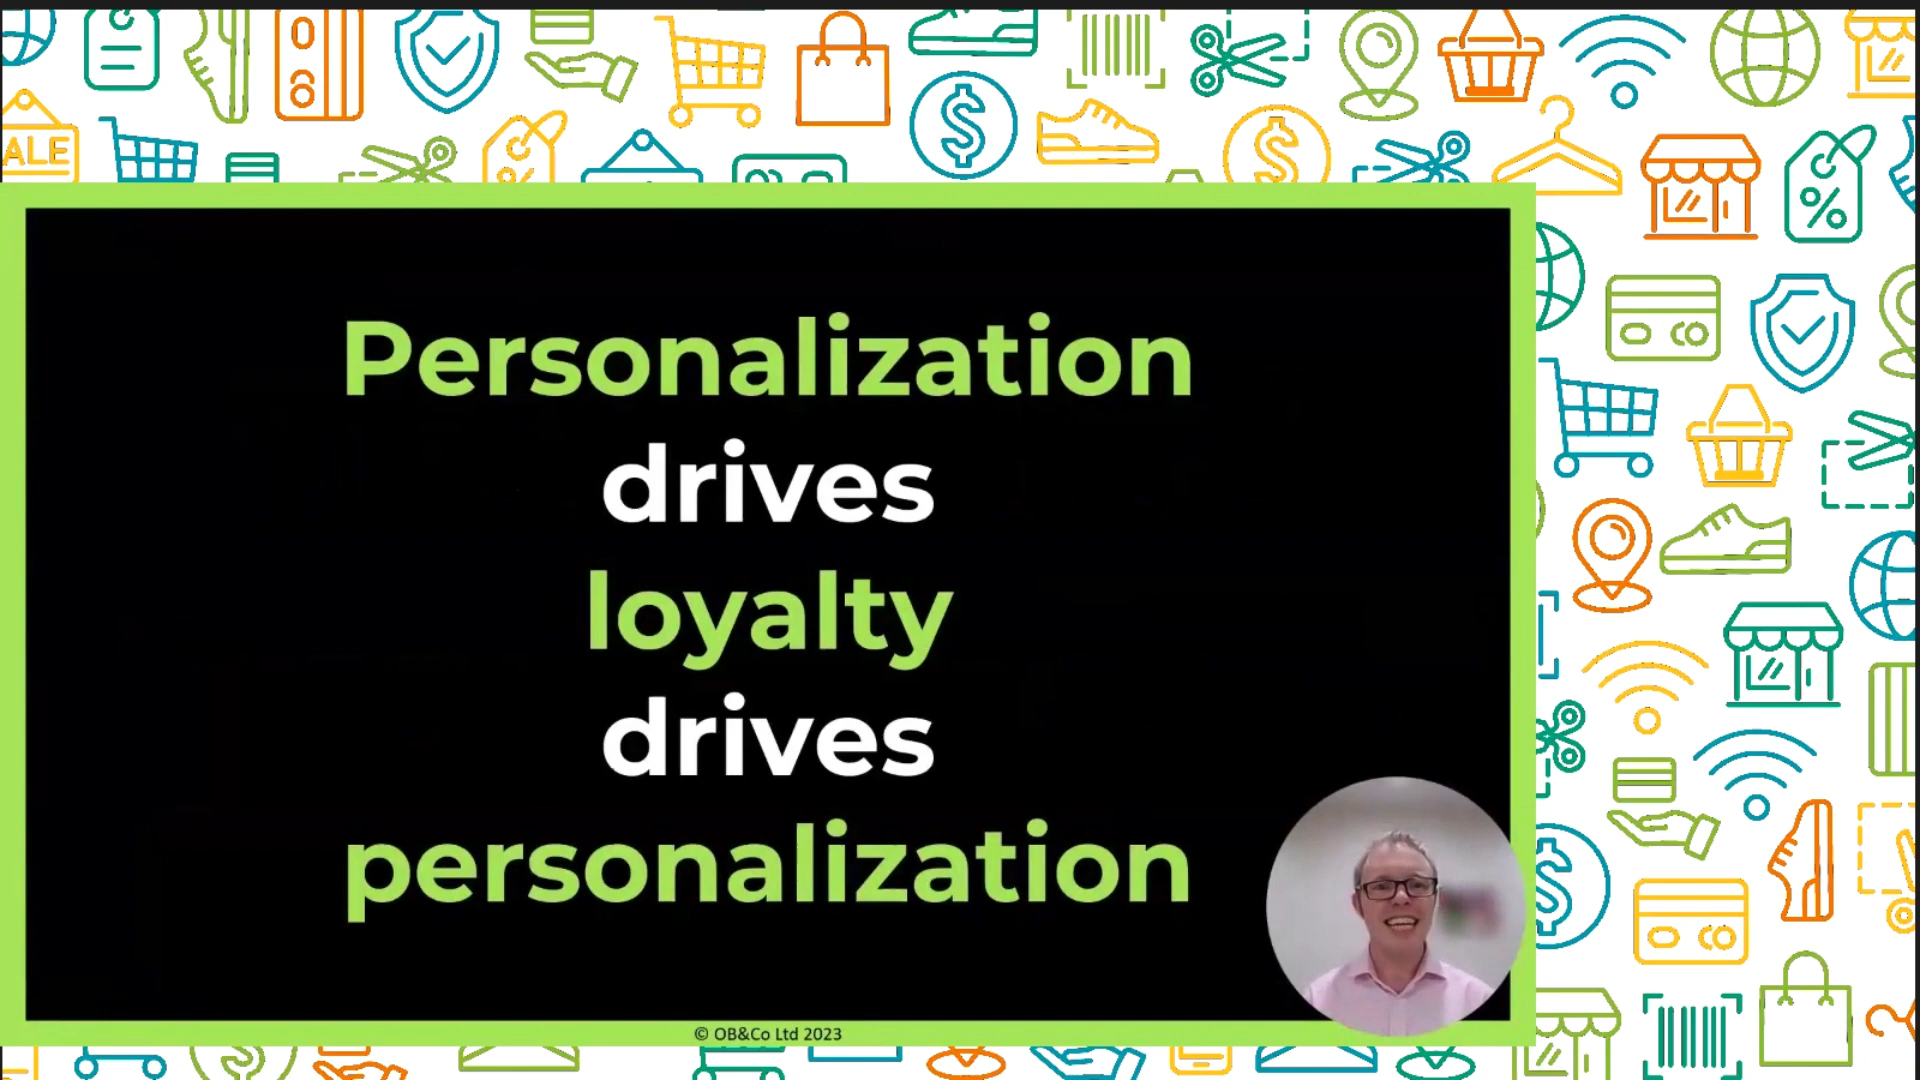 ALE
Personalization
drives
loyalty
drives
personalization
© OB&Co Ltd 2023